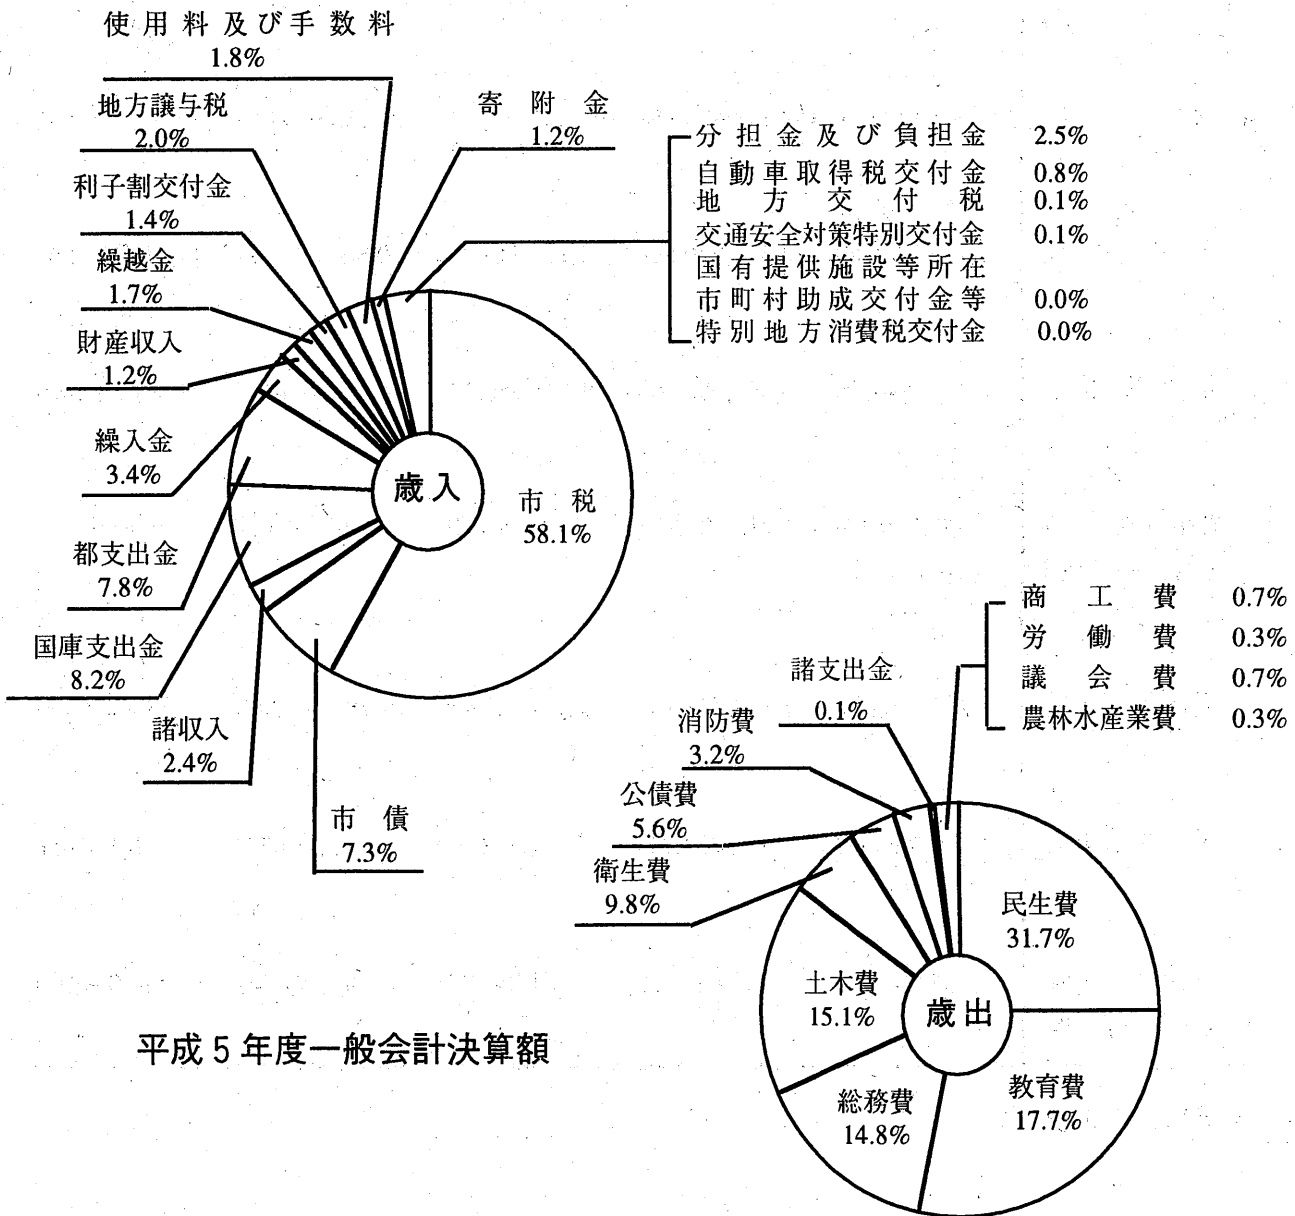 使用料及び手数料
1.8%
地方譲与税
2.0%
利子割交付金
1.4%
繰越金
1.7%
財産収入
1.2%
繰入金
3.4%
都支出金
7.8%
国庫支出金
8.2%
諸収入
2.4%
市債
7.3%
寄附金
1.2%
分担金及び負担金 2.5%
自動車取得税交付金 0.8%
地方交付税 0.1%
交通安全対策特別交付金 0.1%
国有提供施設等所在
市町村助成交付金等 0.0%
特別地方消費税交付金 0.0%
歳入
市税
58.1%
商工費 0.7%
労働費 0.3%
議会費 0.7%
農林水産業費 0.3%
諸支出金
0.1%
消防費
3.2%
公債費
5.6%
衛生費
9.8%
民生費
31.7%
土木費
15.1%
歳出
総務費
14.8%
教育費
17.7%
平成5年度一般会計決算額